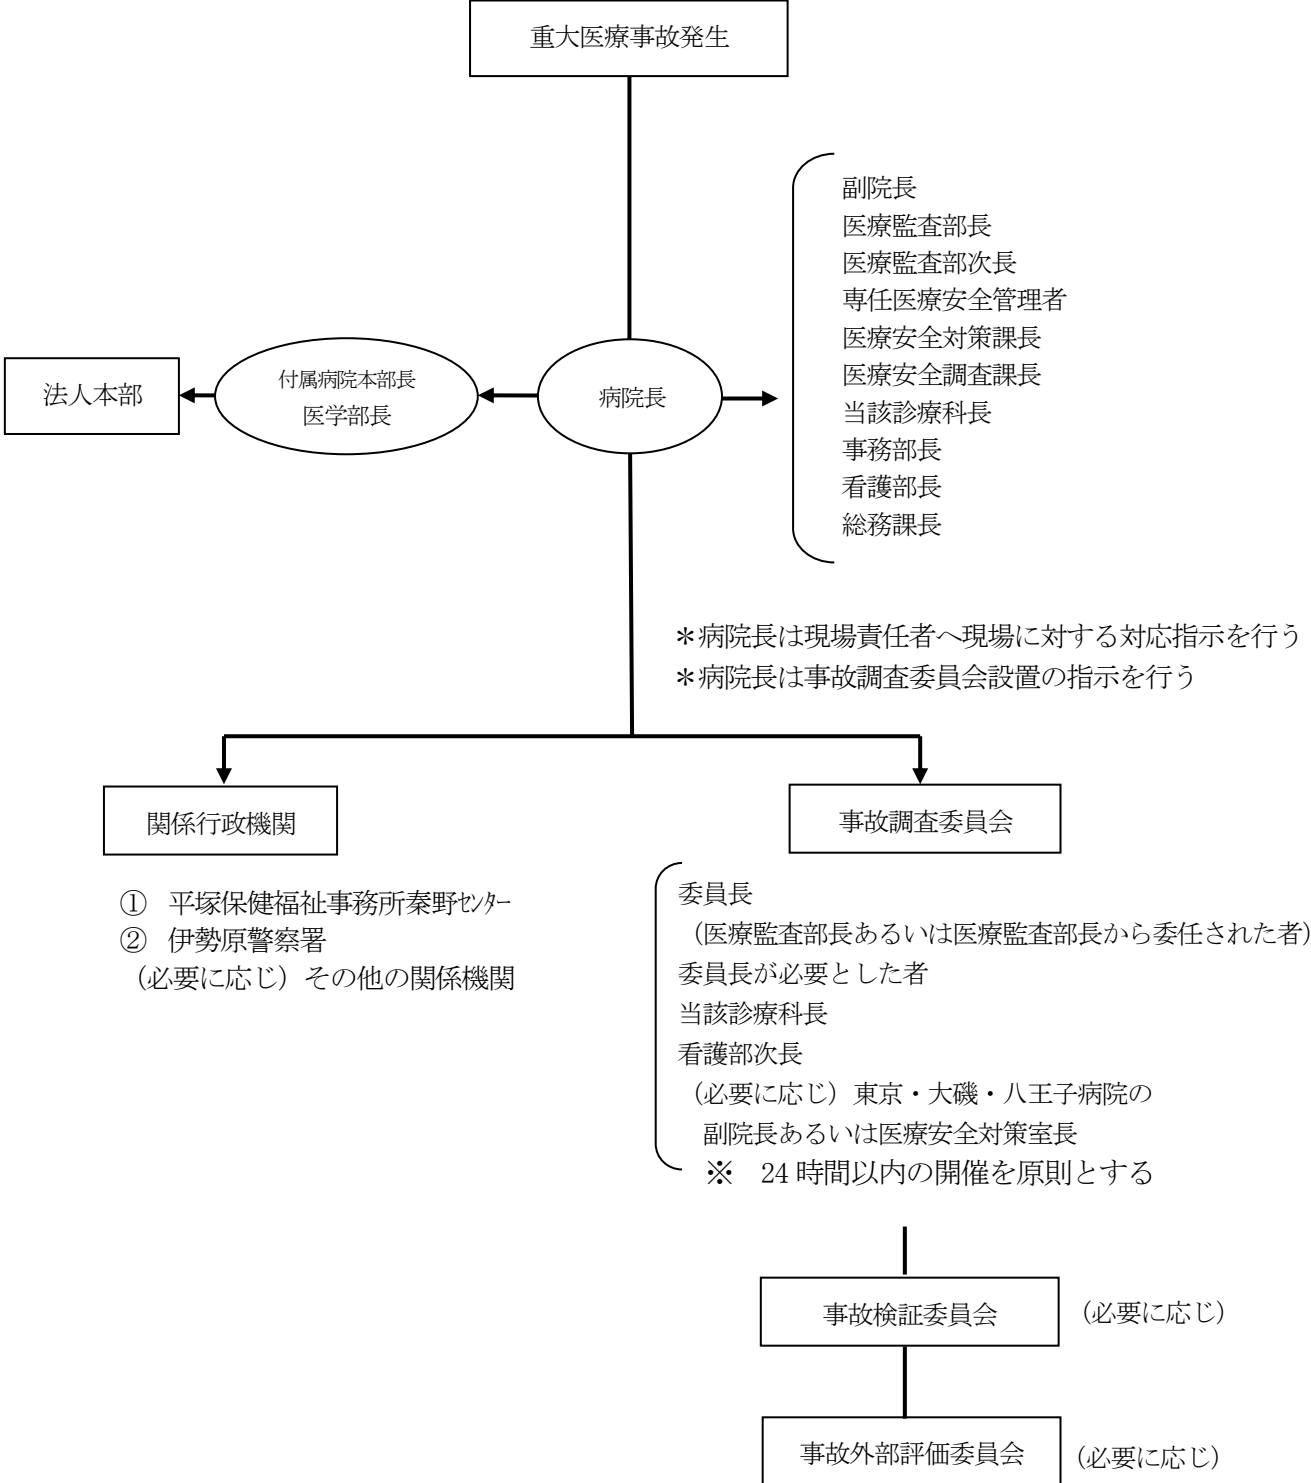 重大医療事故発生
副院長
医療監査部長
医療監査部次長
専任医療安全管理者
医療安全対策課長
医療安全調査課長
当該診療科長
事務部長
看護部長
総務課長
法人本部
付属病院本部長
医学部長
病院長
＊病院長は現場責任者へ現場に対する対応指示を行う
＊病院長は事故調査委員会設置の指示を行う
関係行政機関
① 平塚保健福祉事務所秦野ｾﾝﾀｰ
② 伊勢原警察署
（必要に応じ）その他の関係機関
事故調査委員会
委員長
（医療監査部長あるいは医療監査部長から委任された者）
委員長が必要とした者
当該診療科長
看護部次長
（必要に応じ）東京・大磯・八王子病院の
副院長あるいは医療安全対策室長
※ 24時間以内の開催を原則とする
事故検証委員会 （必要に応じ）
事故外部評価委員会 （必要に応じ）